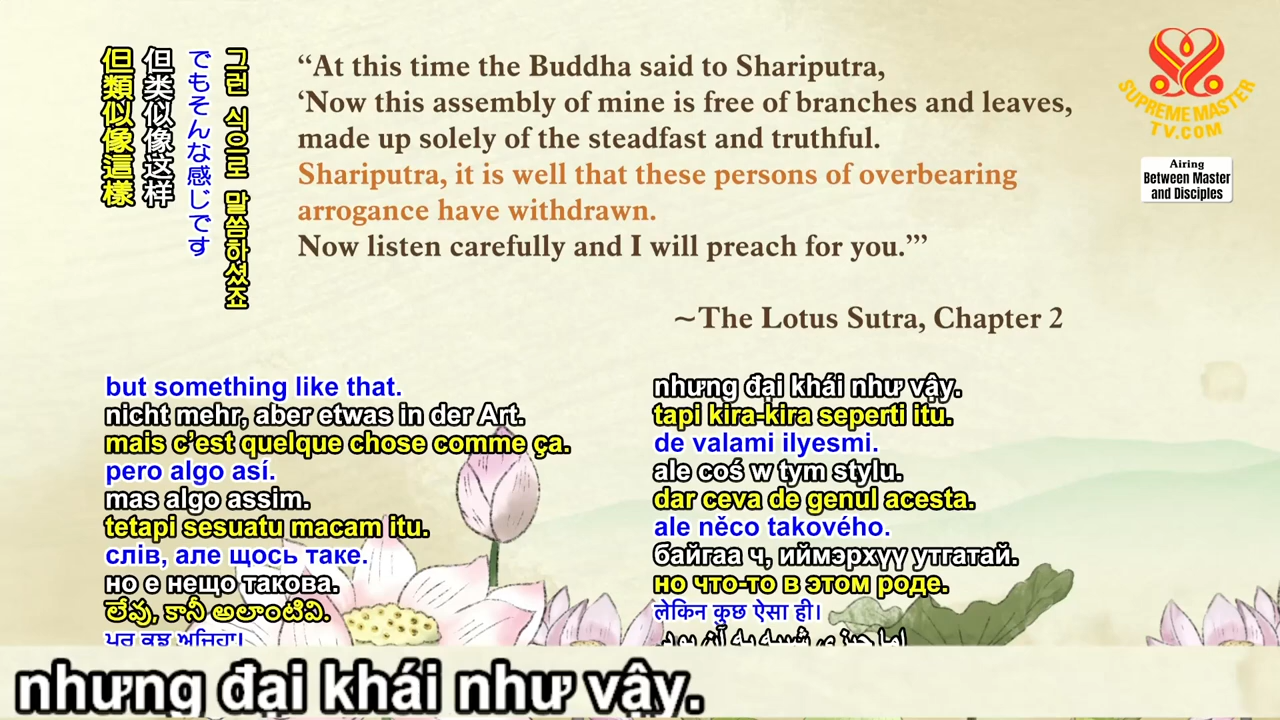 但類似像這樣
但类似像这样
でもそんな感じです
그런 식으로 말씀하셨죠
“At this time the Buddha said to Shariputra,
‘Now this assembly of mine is free of branches and leaves,
made up solely of the steadfast and truthful.
Shariputra, it is well that these persons of overbearing
arrogance have withdrawn.
Now listen carefully and I will preach for you.’”
~The Lotus Sutra, Chapter 2
SUPREME MASTER
TV.COM
Airing
Between Master
and Disciples
but something like that.
nicht mehr, aber etwas in der Art.
mais c’est quelque chose comme ça.
pero algo así.
mas algo assim.
tetapi sesuatu macam itu.
слів, але щось таке.
но е нещо такова.
లేవు, కానీ అలాంటివి.
ਪਰ ਕੁਝ ਅਜਿਹਾ।
nhưng đại khái như vậy.
tapi kira-kira seperti itu.
de valami ilyesmi.
ale coś w tym stylu.
dar ceva de genul acesta.
ale něco takového.
байгаа ч, иймэрхүү утгатай.
но что-то в этом роде.
लेकिन कुछ ऐसा ही।
nhưng đại khái như vậy.